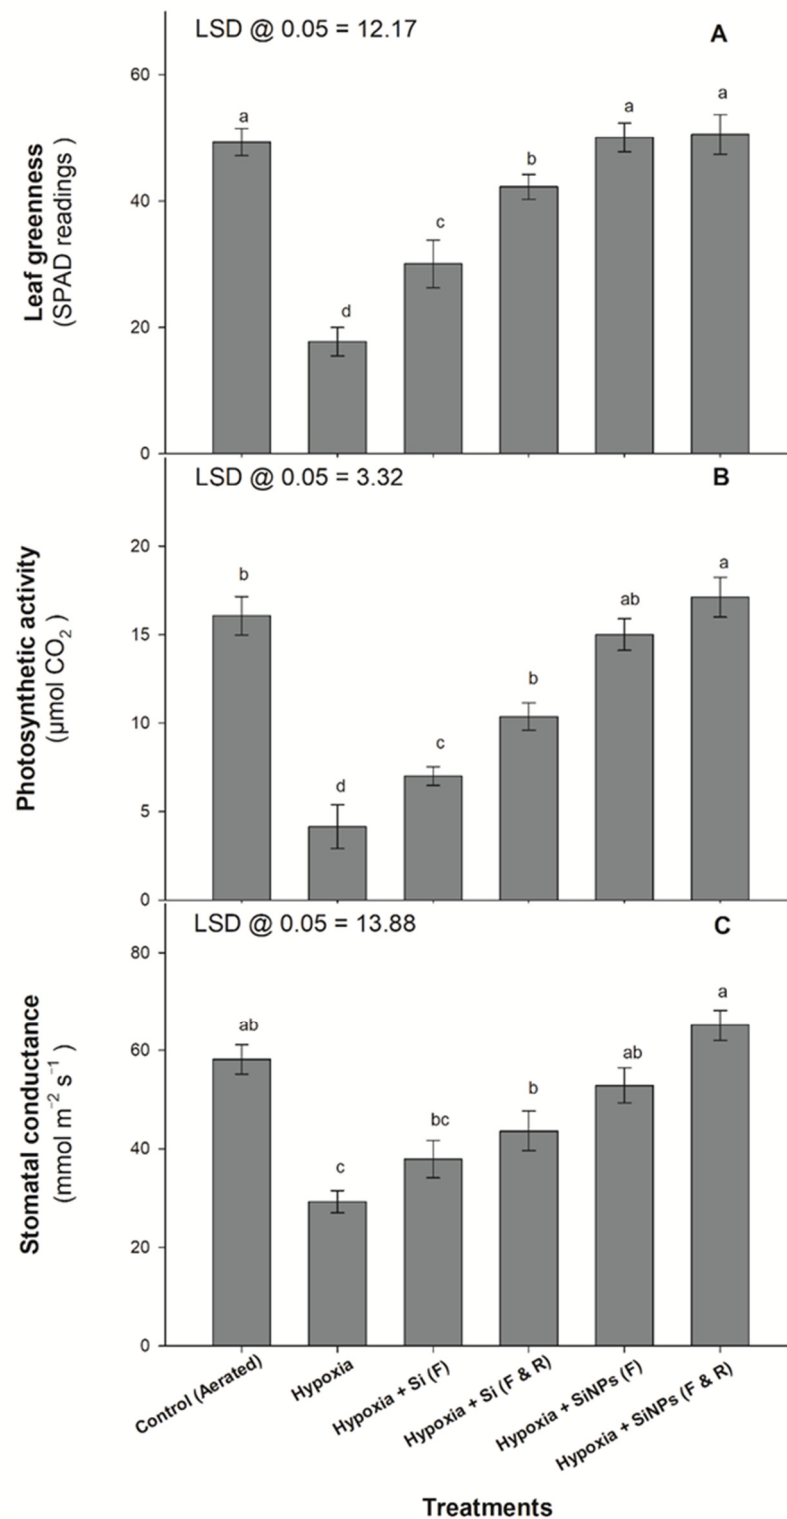 LSD @ 0.05 = 12.17
A
Leaf greenness
(SPAD readings )
60
40
20
0
a
d
c
b
a
a
LSD @ 0.05 = 3.32
B
Photosynthetic activity
(µmol CO₂ )
20
15
10
5
0
b
d
c
b
ab
a
LSD @ 0.05 = 13.88
C
Stomatal conductance
(mmol m⁻² s⁻¹)
80
60
40
20
0
ab
c
bc
b
ab
a
Control (Aerated)
Hypoxia
Hypoxia + Si (F)
Hypoxia + Si (F & R)
Hypoxia + SiNPs (F)
Hypoxia + SiNPs (F & R)
Treatments